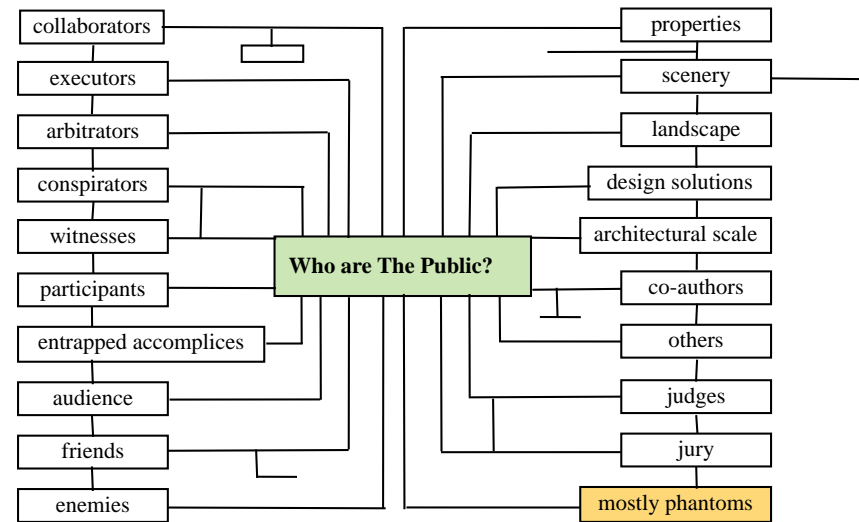 collaborators
executors
arbitrators
conspirators
witnesses
participants
entrapped accomplices
audience
friends
enemies
Who are The Public?
properties
scenery
landscape
design solutions
architectural scale
co-authors
others
judges
jury
mostly phantoms